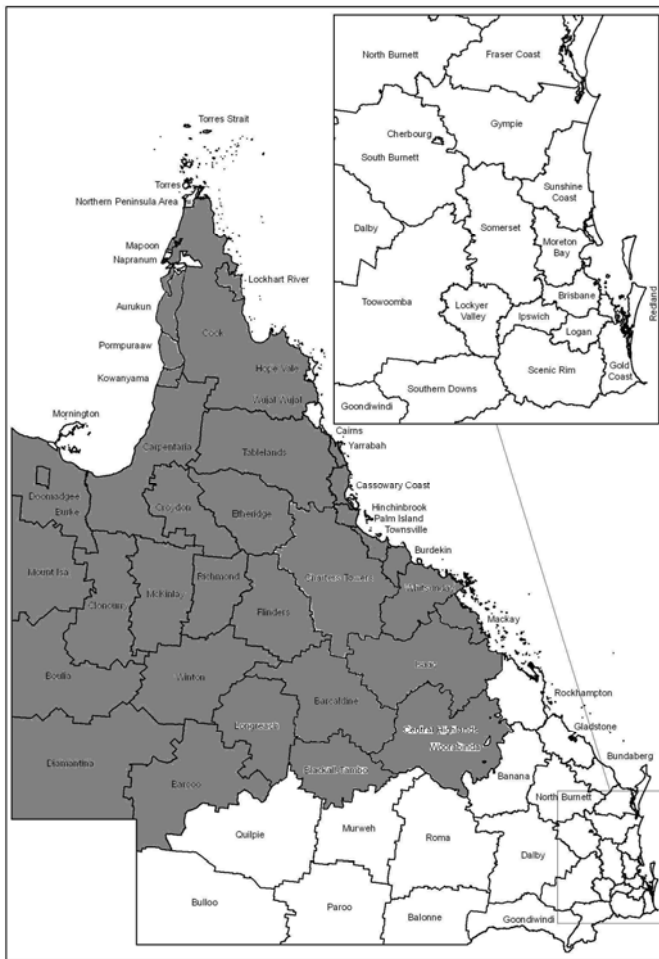 North Burnett
Fraser Coast
Gympie
Cherbourg
South Burnett
Sunshine
Coast
Dalby
Somerset
Moreton
Bay
Toowoomba
Brisbane
Redland
Lockyer
Valley
Ipswich
Logan
Scenic Rim
Gold
Coast
Southern Downs
Goondiwindi
Torres Strait
Torres
Northern Peninsula Area
Mapoon
Napranum
Lockhart River
Aurukun
Cook
Pormpuraaw
Hope Vale
Kowanyama
Wujal Wujal
Mornington
Cairns
Yarrabah
Carpentaria
Tablelands
Cassowary Coast
Doomadgee
Burke
Croydon
Etheridge
Hinchinbrook
Palm Island
Townsville
Burdekin
Mount Isa
Cloncurry
McKinlay
Richmond
Flinders
Charters Towers
Whitsunday
Mackay
Boulia
Winton
Isaac
Barcaldine
Longreach
Rockhampton
Central Highlands
Woorabinda
Gladstone
Diamantina
Barcoo
Blackall Tambo
Bundaberg
Banana
North Burnett
Quilpie
Murweh
Roma
Dalby
Bulloo
Paroo
Balonne
Goondiwindi